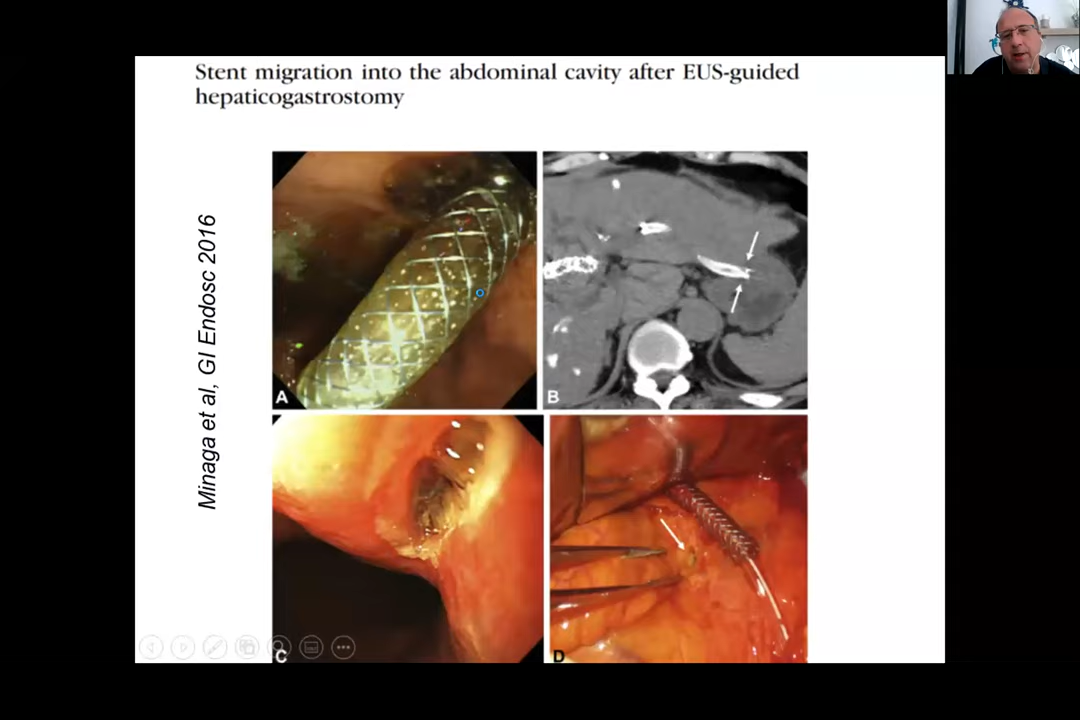 Stent migration into the abdominal cavity after EUS-guided
hepaticogastrostomy
Minaga et al, GI Endosc 2016
A
B
C
D